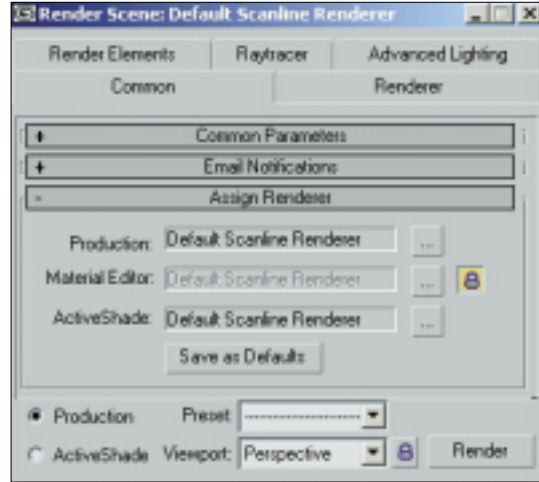 Render Scene: Default Scanline Renderer
Render Elements Raytracer Advanced Lighting
Common Renderer
+ Common Parameters
+ Email Notifications
- Assign Renderer
Production: Default Scanline Renderer ...
Material Editor: Default Scanline Renderer ...
ActiveShade: Default Scanline Renderer ...
Save as Defaults
Production Preset: --------------------
ActiveShade Viewport: Perspective Render